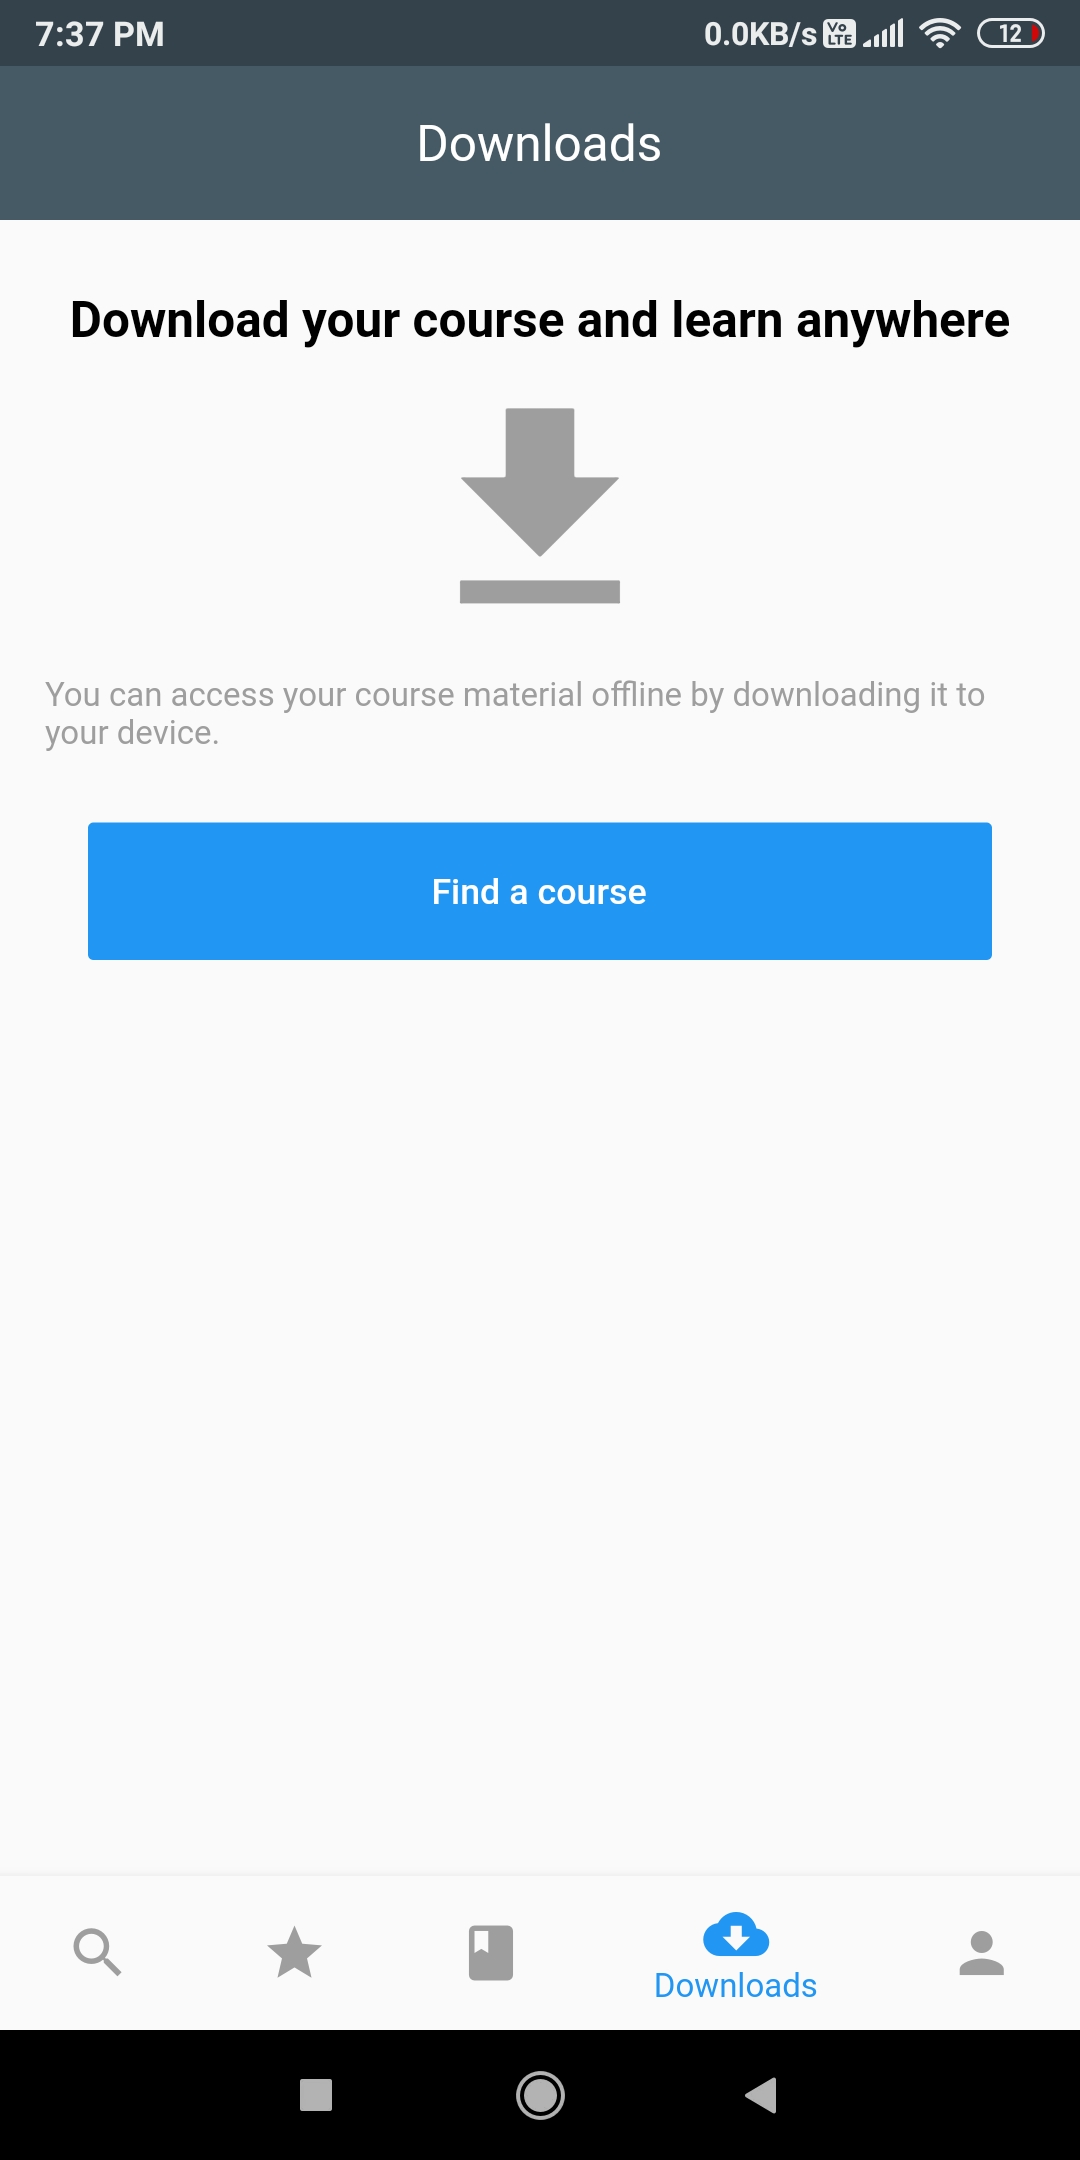 7:37 PM 0.0KB/s Vo LTE 12
Downloads
Download your course and learn anywhere
You can access your course material offline by downloading it to
your device.
Find a course
Downloads